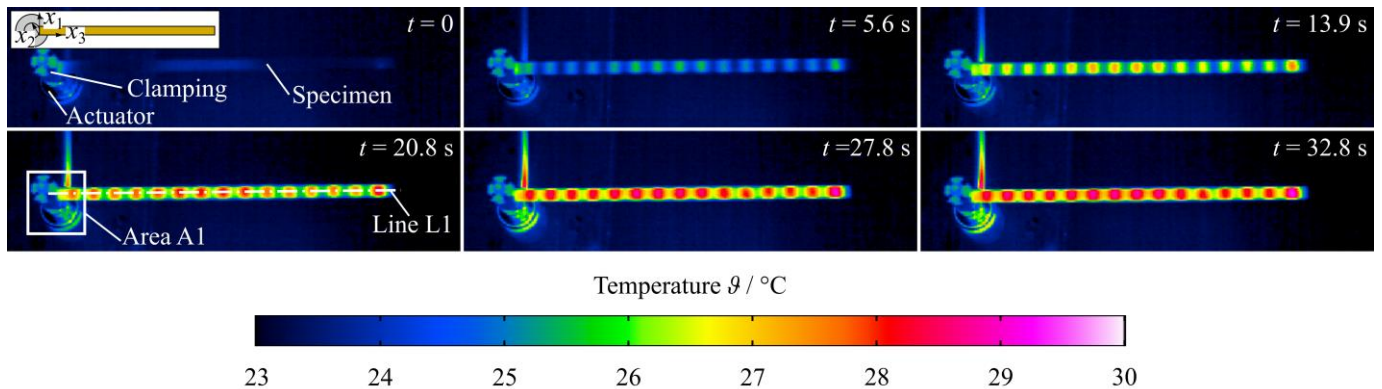 x₁
x₂ x₃
t = 0
t = 5.6 s
t = 13.9 s
Clamping
Specimen
Actuator
t = 20.8 s
t =27.8 s
t = 32.8 s
Area A1
Line L1
Temperature ϑ / °C
23 24 25 26 27 28 29 30